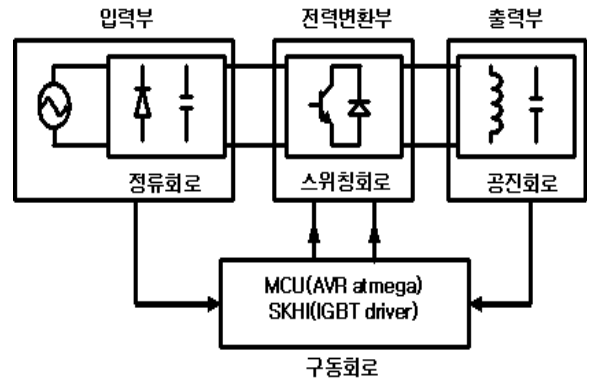 입력부 전력변환부 출력부
정류회로 스위칭회로 공진회로
MCU(AVR atmega)
SKHI(IGBT driver)
구동회로